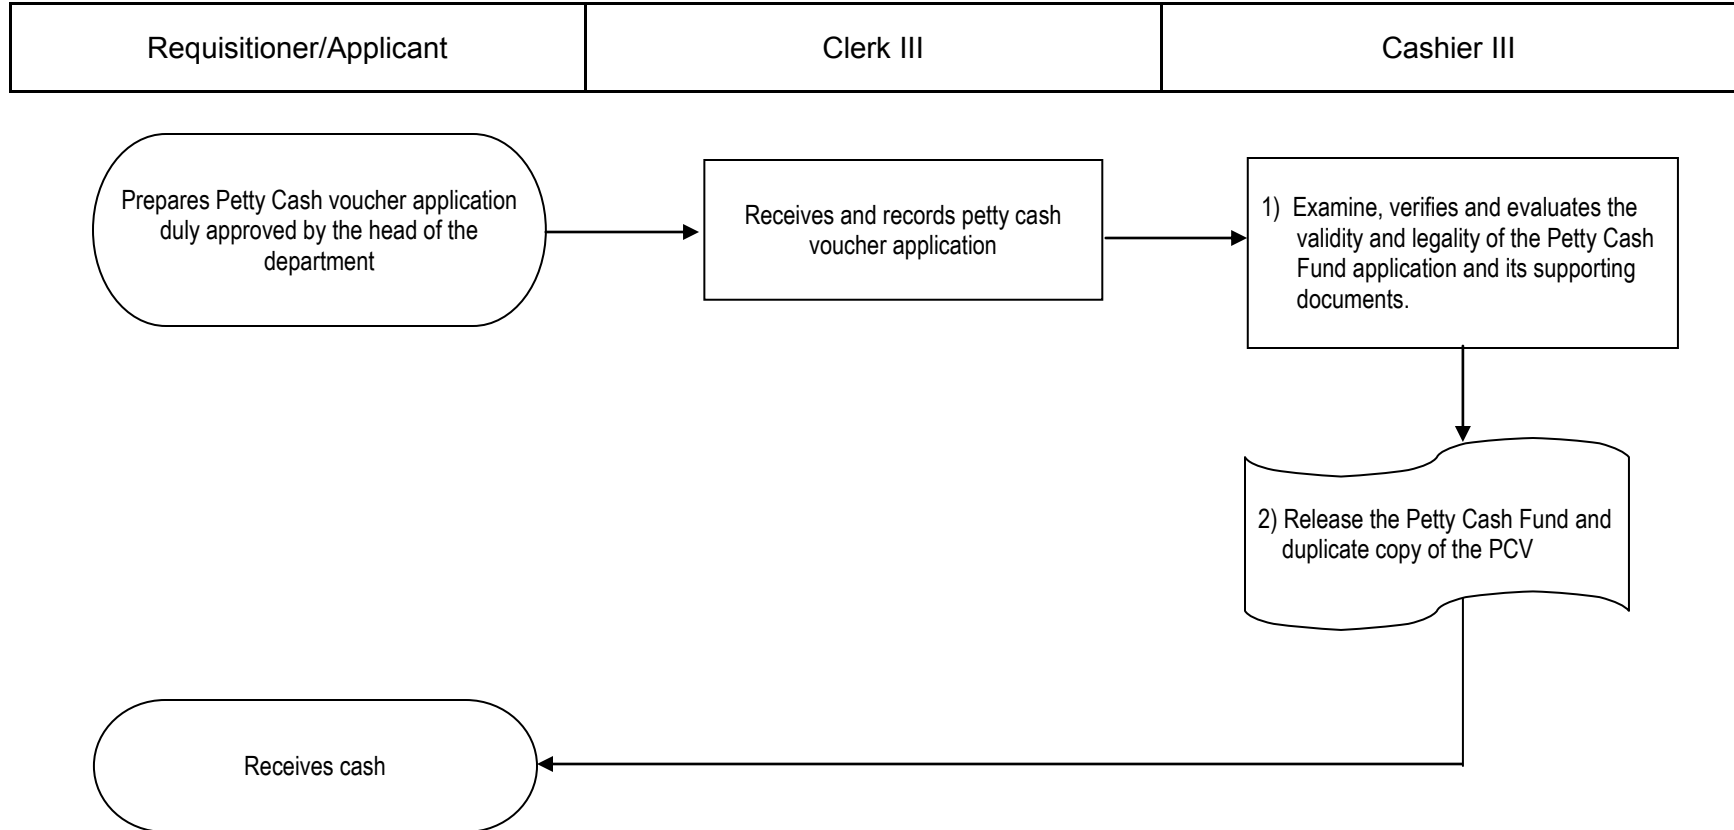 Requisitioner/Applicant
Clerk III
Cashier III
Prepares Petty Cash voucher application
duly approved by the head of the
department
Receives and records petty cash
voucher application
1) Examine, verifies and evaluates the
validity and legality of the Petty Cash
Fund application and its supporting
documents.
2) Release the Petty Cash Fund and
duplicate copy of the PCV
Receives cash